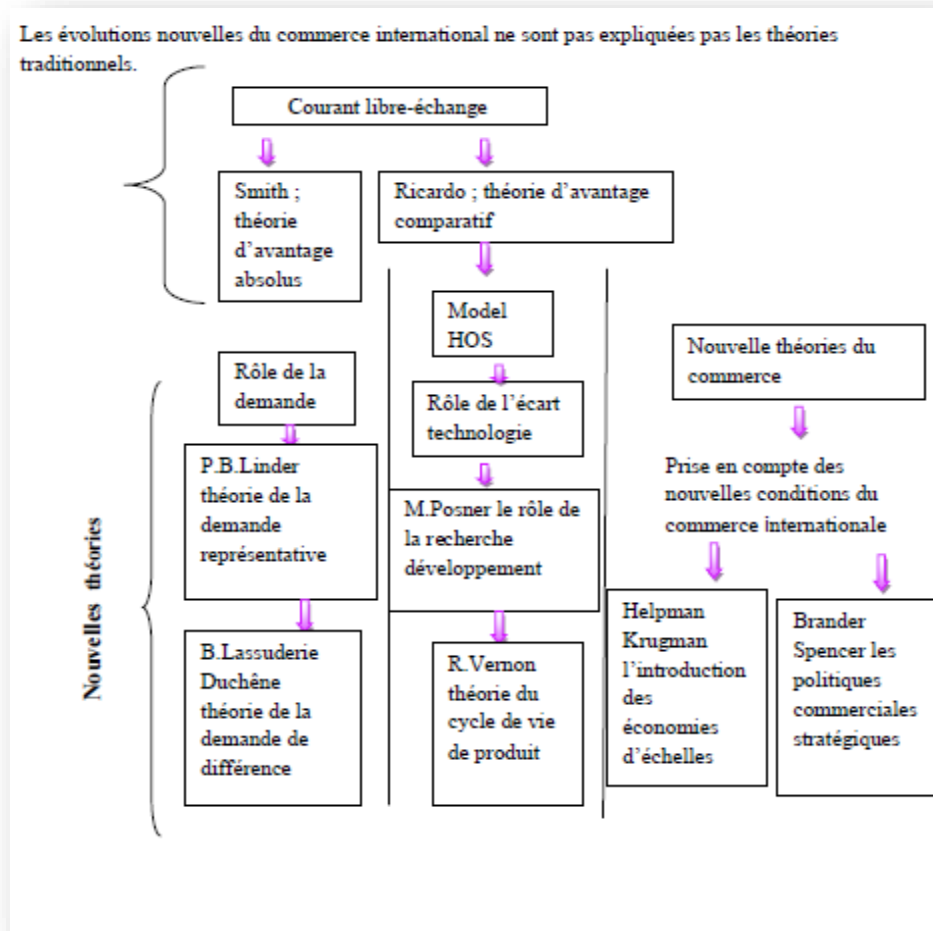 Les évolutions nouvelles du commerce international ne sont pas expliquées pas les théories
traditionnels.
Courant libre-échange
Smith ;
théorie
d'avantage
absolus
Ricardo ; théorie d'avantage
comparatif
Model
HOS
Nouvelle théories du
commerce
Rôle de la
demande
Rôle de l'écart
technologie
P.B.Linder
théorie de la
demande
représentative
M.Posner le rôle de
la recherche
développement
Prise en compte des
nouvelles conditions du
commerce internationale
Nouvelles théories
B.Lassuderie
Duchêne
théorie de la
demande de
différence
R.Vernon
théorie du
cycle de vie
de produit
Helpman
Krugman
l'introduction
des
économies
d'échelles
Brander
Spencer les
politiques
commerciales
stratégiques